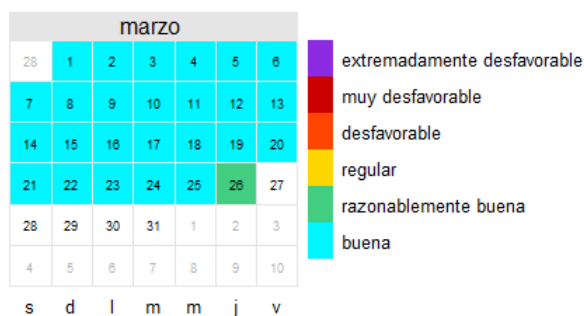 marzo
28 1 2 3 4 5 6
7 8 9 10 11 12 13
14 15 16 17 18 19 20
21 22 23 24 25 26 27
28 29 30 31 1 2 3
4 5 6 7 8 9 10
s d l m m j v
extremadamente desfavorable
muy desfavorable
desfavorable
regular
razonablemente buena
buena